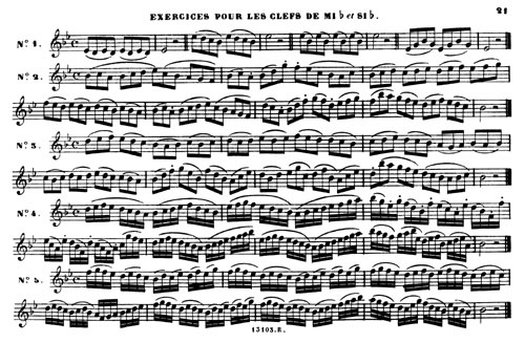 EXERCICES POUR LES CLEFS DE MI♭ et SI♭.
21
Nº 1.
Nº 2.
Nº 3.
Nº 4.
Nº 5.
13103.R.